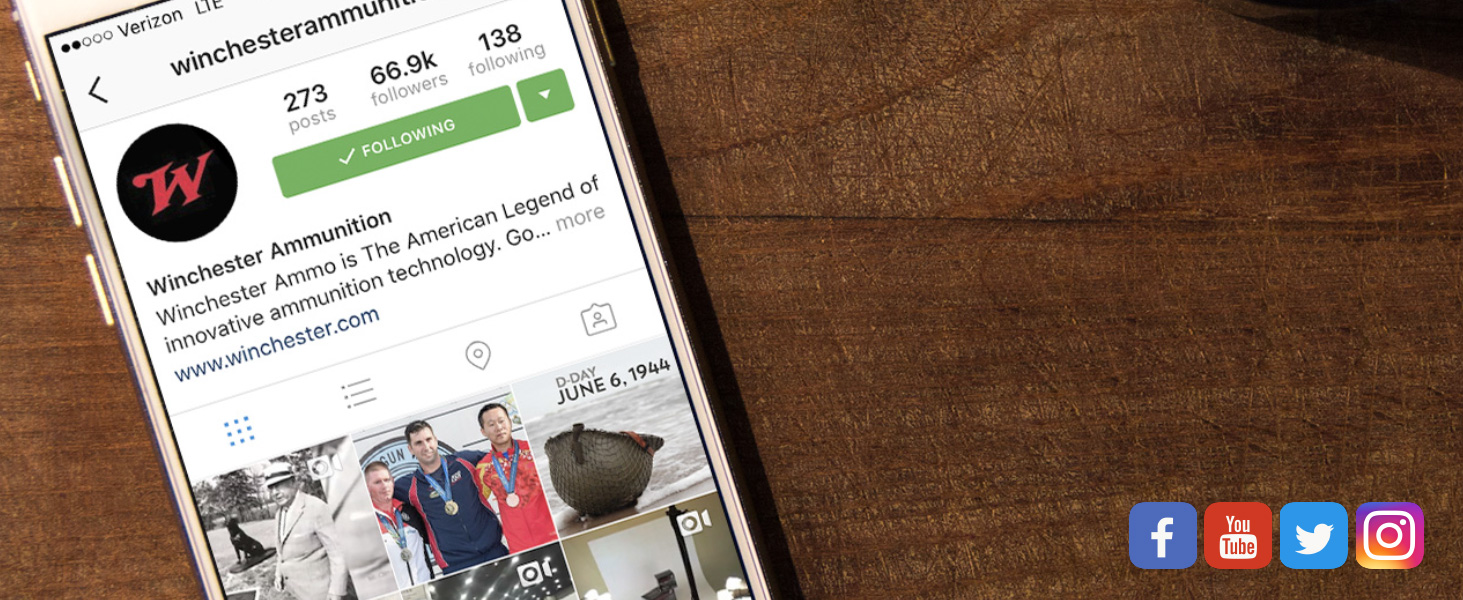 Verizon LTE
winchesterammuniti
273 66.9k 138
posts followers following
FOLLOWING
Winchester Ammunition
Winchester Ammo is The American Legend of
innovative ammunition technology. Go... more
www.winchester.com
W
GUN
D-DAY
JUNE 6, 1944
f
You
Tube